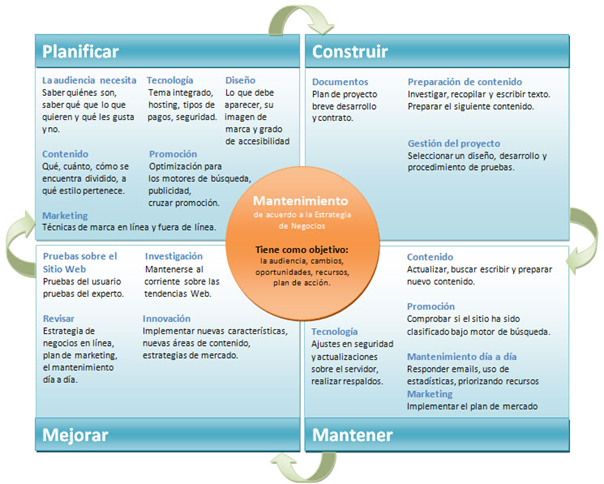 Planificar
La audiencia necesita
Saber quiénes son,
saber qué que lo que
quieren y qué les gusta
y no.
Tecnología
Tema integrado,
hosting, tipos de
pagos, seguridad.
Diseño
Lo que debe
aparecer, su
imagen de
marca y grado
de accesibilidad
Contenido
Qué, cuánto, cómo se
encuentra dividido, a
qué estilo pertenece.
Promoción
Optimización para
los motores de búsqueda,
publicidad,
cruzar promoción.
Marketing
Técnicas de marca en línea y fuera de línea.
Construir
Documentos
Plan de proyecto
breve desarrollo
y contrato.
Preparación de contenido
Investigar, recopilar y escribir texto.
Preparar el siguiente contenido.
Gestión del proyecto
Seleccionar un diseño, desarrollo y
procedimiento de pruebas.
Mantenimiento
de acuerdo a la Estrategia
de Negocios
Tiene como objetivo:
la audiencia, cambios,
oportunidades, recursos,
plan de acción.
Pruebas sobre el
Sitio Web
Pruebas del usuario
pruebas del experto.
Investigación
Mantenerse al
corriente sobre las
tendencias Web.
Revisar
Estrategia de
negocios en línea,
plan de marketing,
el mantenimiento
día a día.
Innovación
Implementar nuevas características,
nuevas áreas de contenido,
estrategias de mercado.
Mejorar
Contenido
Actualizar, buscar escribir y preparar
nuevo contenido.
Promoción
Comprobar si el sitio ha sido
clasificado bajo motor de búsqueda.
Tecnología
Ajustes en seguridad
y actualizaciones
sobre el servidor,
realizar respaldos.
Mantenimiento día a día
Responder emails, uso de
estadísticas, priorizando recursos
Marketing
Implementar el plan de mercado
Mantener